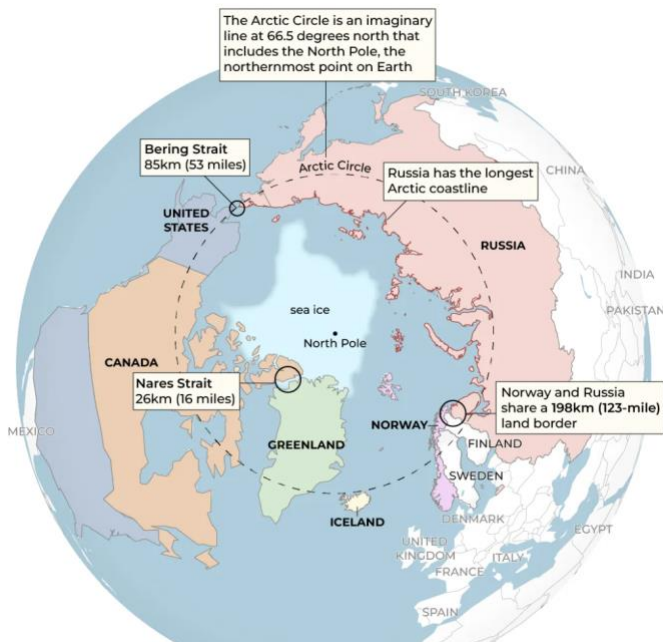 The Arctic Circle is an imaginary
line at 66.5 degrees north that
includes the North Pole, the
northernmost point on Earth
SOUTH KOREA
Bering Strait
85km (53 miles)
Arctic Circle
Russia has the longest
Arctic coastline
CHINA
UNITED
STATES
RUSSIA
INDIA
PAKISTAN
sea ice
North Pole
CANADA
Nares Strait
26km (16 miles)
Norway and Russia
share a 198km (123-mile)
land border
MEXICO
NORWAY
GREENLAND
FINLAND
SWEDEN
ICELAND
DENMARK
EGYPT
UNITED
KINGDOM
ITALY
FRANCE
SPAIN